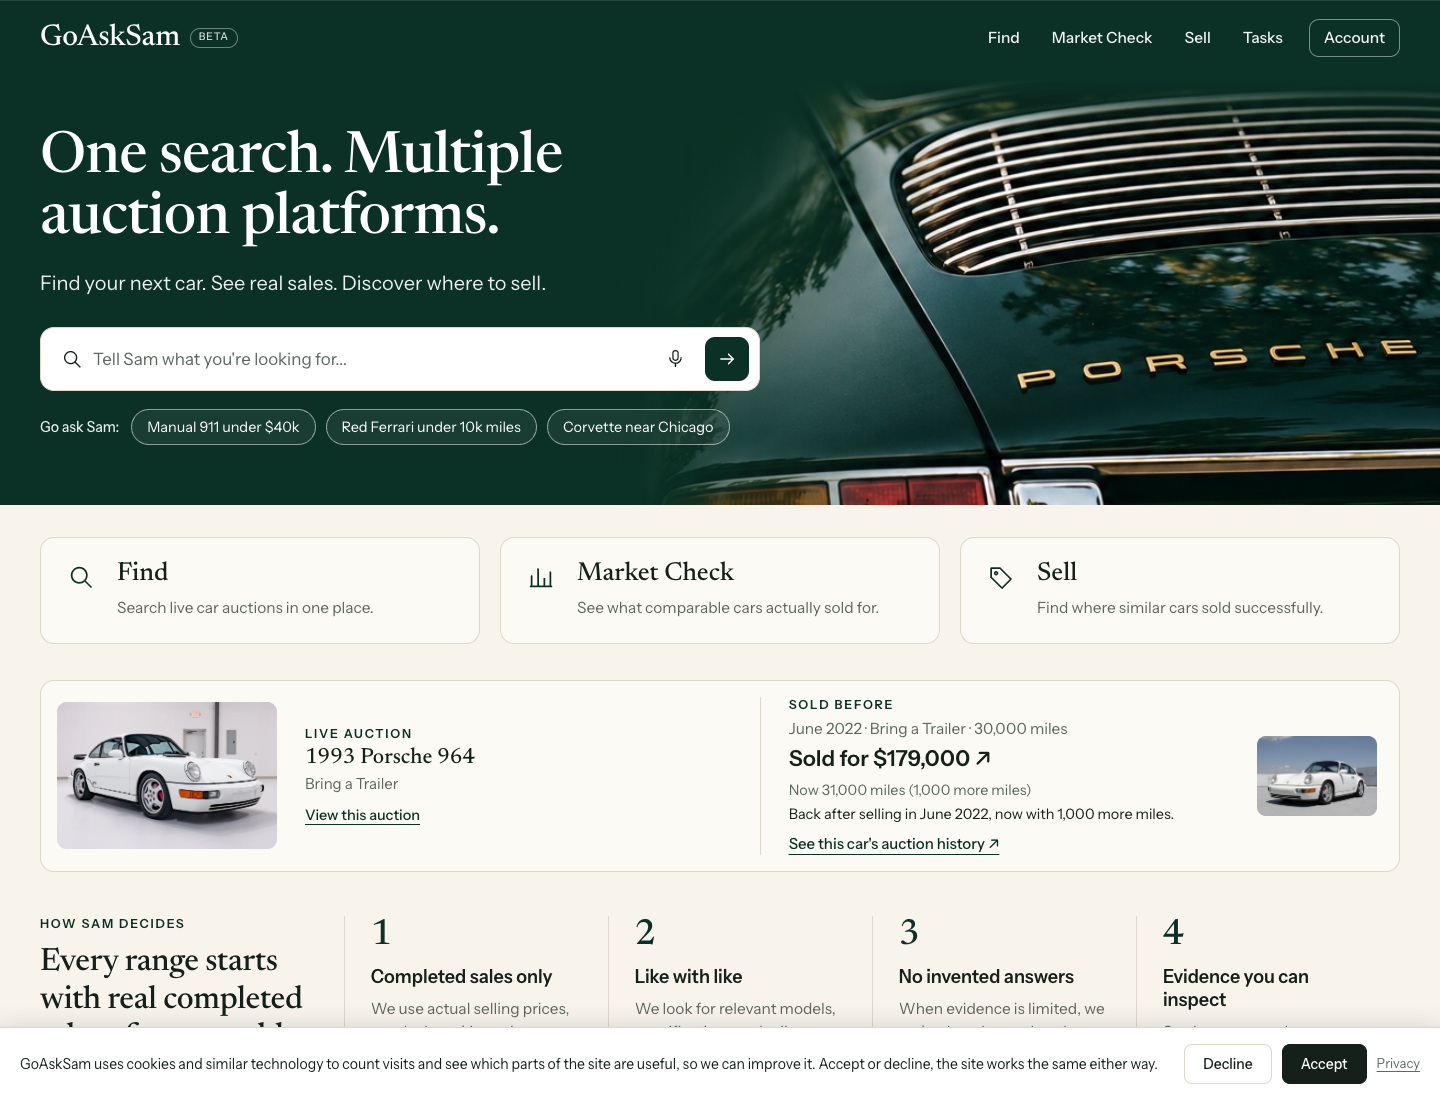 GoAskSam BETA
Find Market Check Sell Tasks Account
One search. Multiple
auction platforms.
Find your next car. See real sales. Discover where to sell.
Tell Sam what you're looking for...
Go ask Sam: Manual 911 under $40k Red Ferrari under 10k miles Corvette near Chicago
PORSCHE
Find
Search live car auctions in one place.
Market Check
See what comparable cars actually sold for.
Sell
Find where similar cars sold successfully.
LIVE AUCTION
1993 Porsche 964
Bring a Trailer
View this auction
SOLD BEFORE
June 2022 · Bring a Trailer · 30,000 miles
Sold for $179,000 ↗
Now 31,000 miles (1,000 more miles)
Back after selling in June 2022, now with 1,000 more miles.
See this car's auction history ↗
HOW SAM DECIDES
Every range starts
with real completed
1
Completed sales only
We use actual selling prices,
2
Like with like
We look for relevant models,
3
No invented answers
When evidence is limited, we
4
Evidence you can
inspect
GoAskSam uses cookies and similar technology to count visits and see which parts of the site are useful, so we can improve it. Accept or decline, the site works the same either way.
Decline Accept Privacy